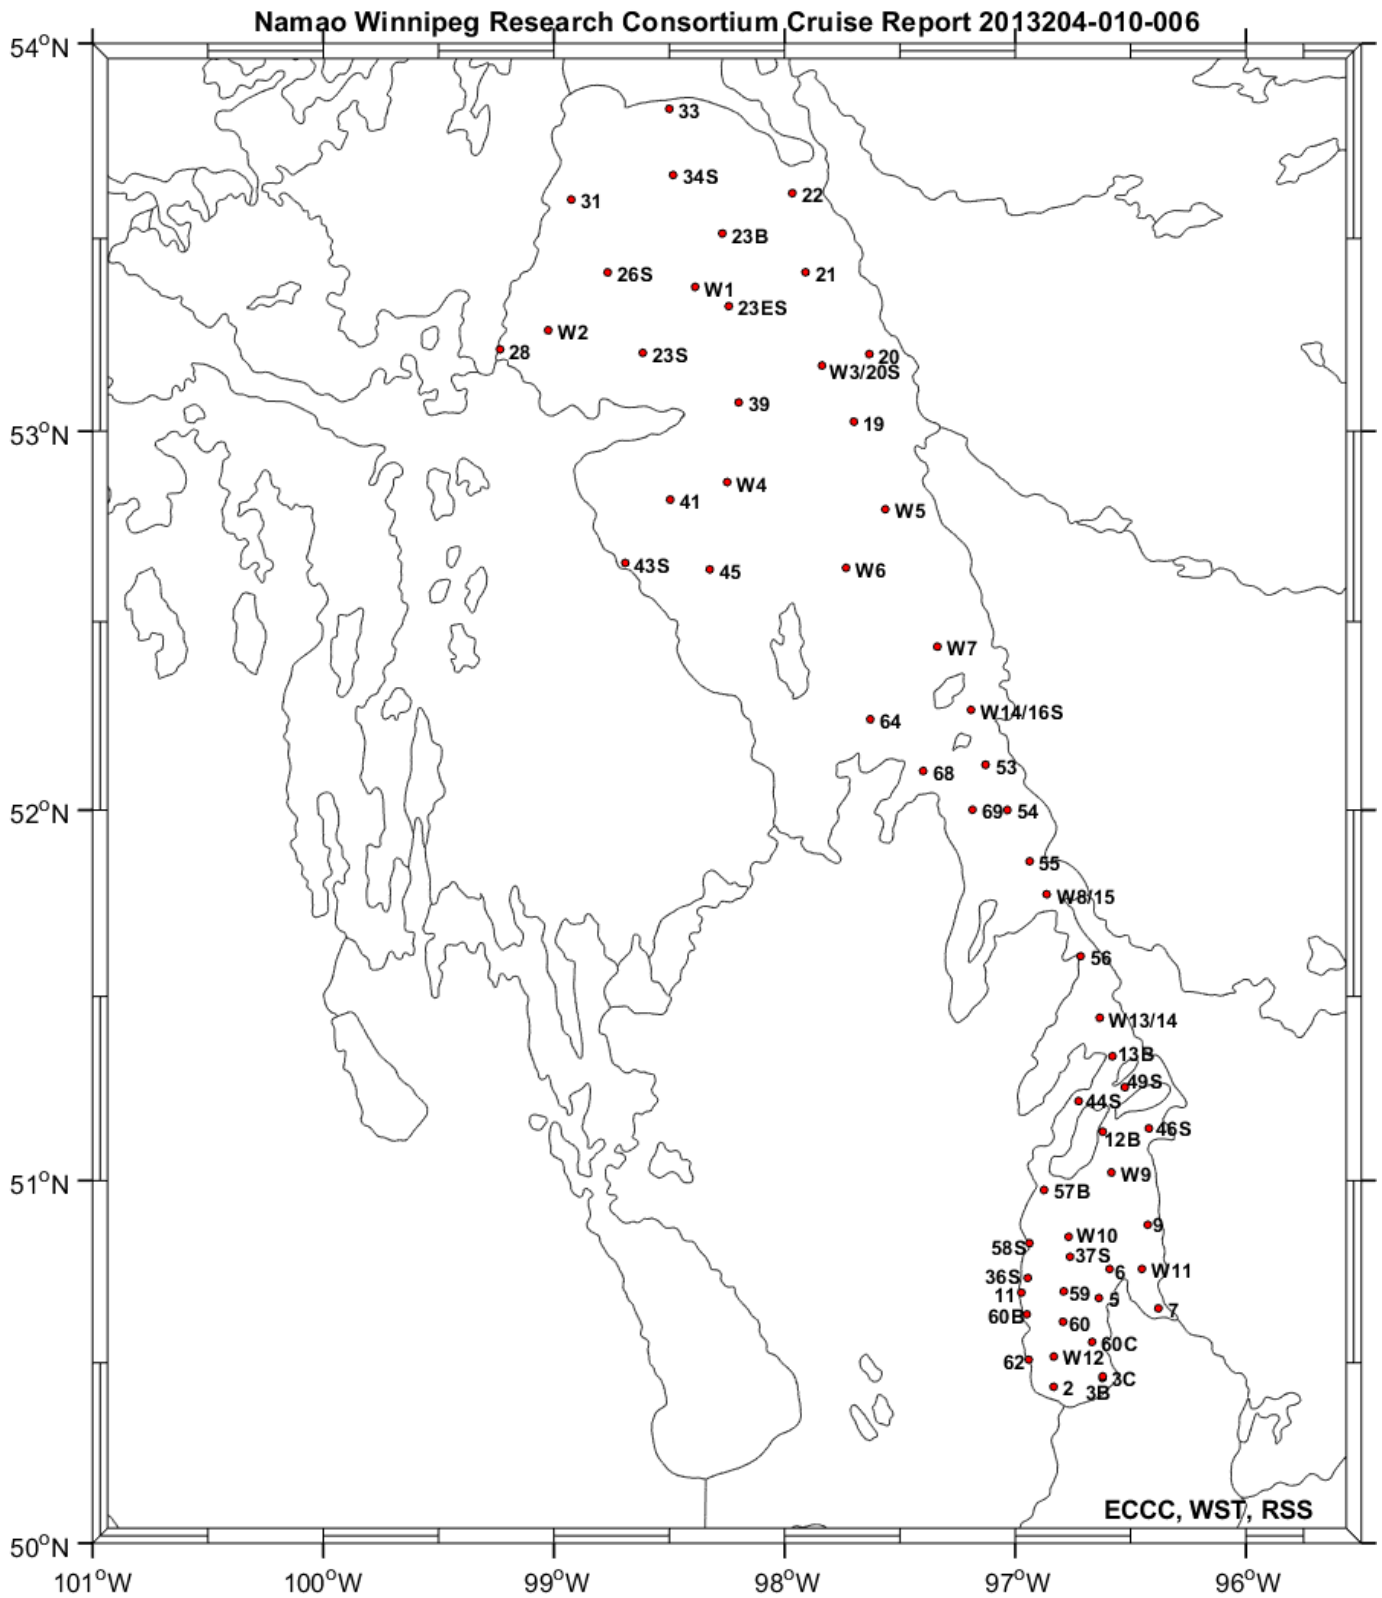 Namao Winnipeg Research Consortium Cruise Report 2013204-010-006
54°N
33
34S
31
22
23B
26S
21
W1
23ES
W2
28
23S
20
W3/20S
39
19
53°N
W4
41
W5
43S
45
W6
W7
W14/16S
64
53
68
52°N
69
54
55
W8/15
56
W13/14
13B
49S
44S
46S
12B
W9
51°N
57B
9
W10
58S
37S
6
W11
36S
11
59
5
7
60B
60
60C
W12
62
3C
2
3B
ECCC, WST, RSS
50°N
101°W
100°W
99°W
98°W
97°W
96°W